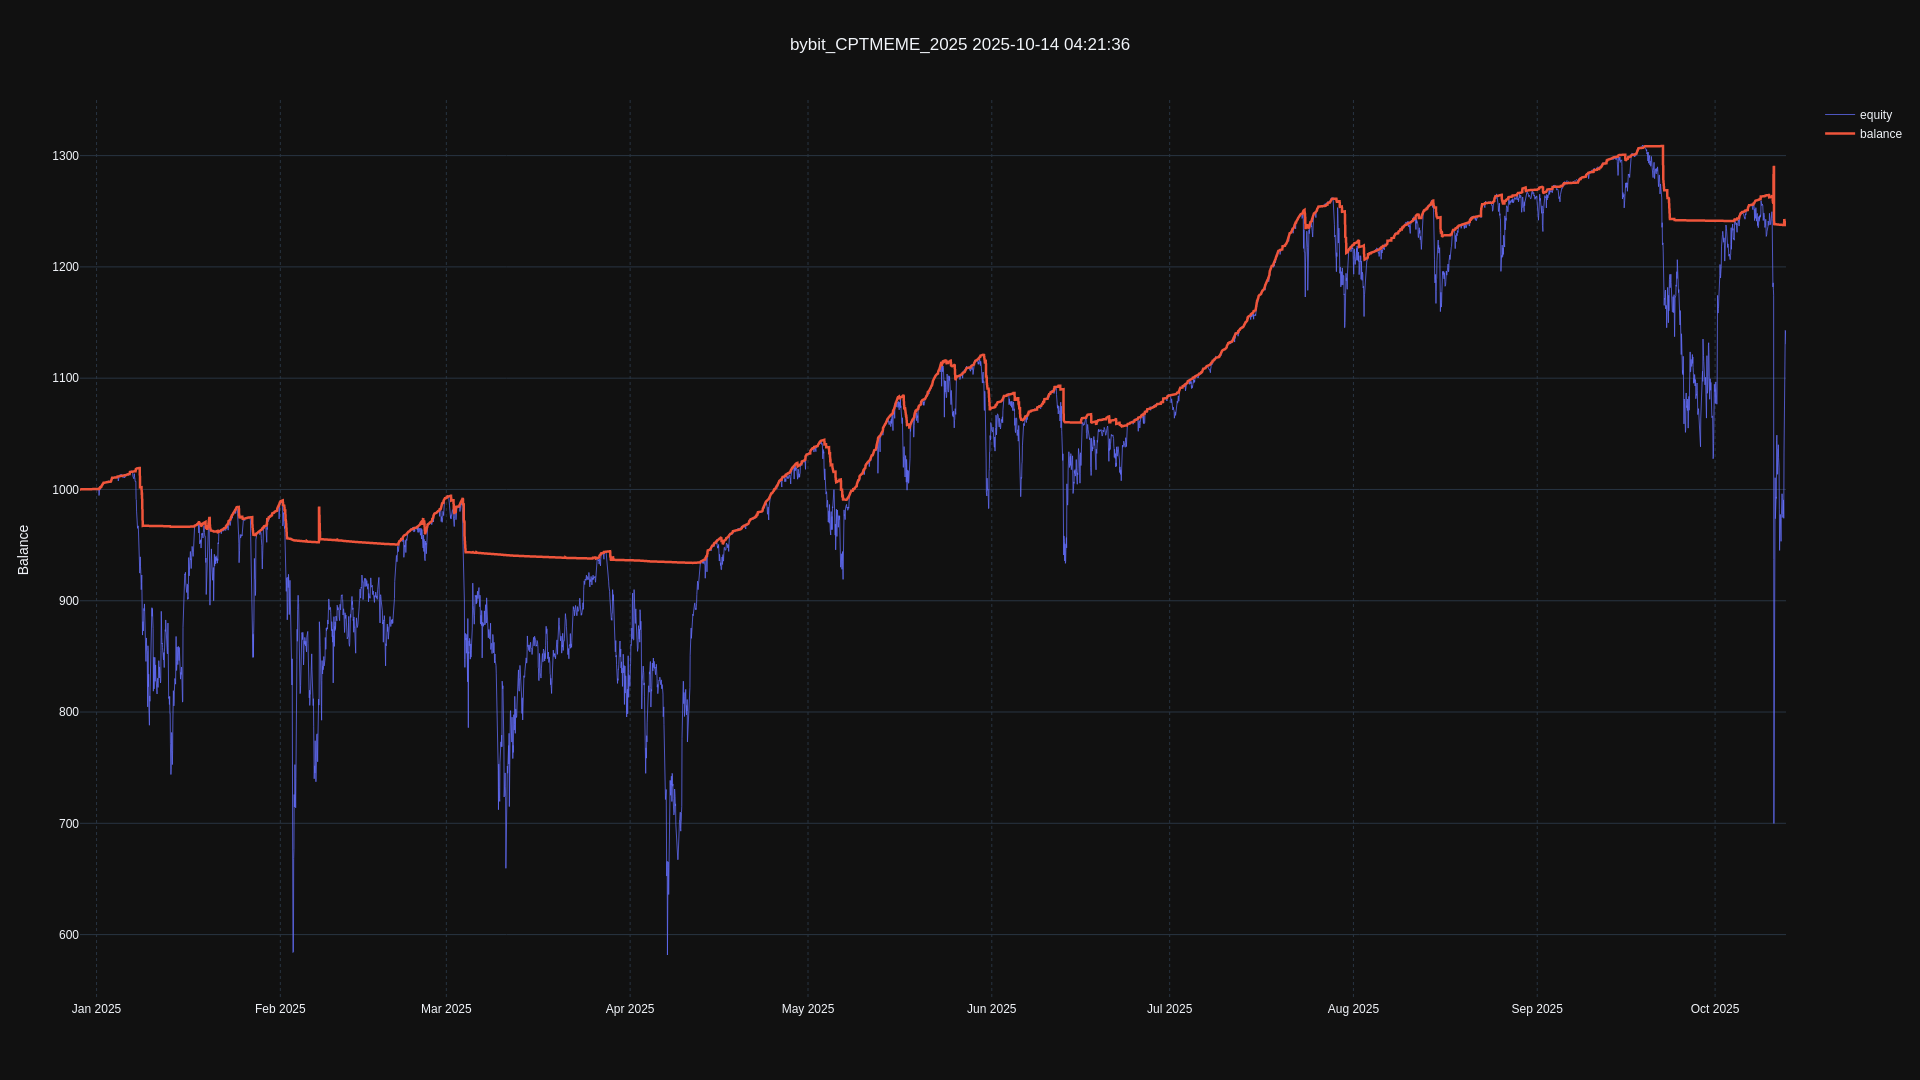 bybit_CPTMEME_2025 2025-10-14 04:21:36
equity
balance
1300
1200
1100
1000
900
800
700
600
Balance
Jan 2025
Feb 2025
Mar 2025
Apr 2025
May 2025
Jun 2025
Jul 2025
Aug 2025
Sep 2025
Oct 2025